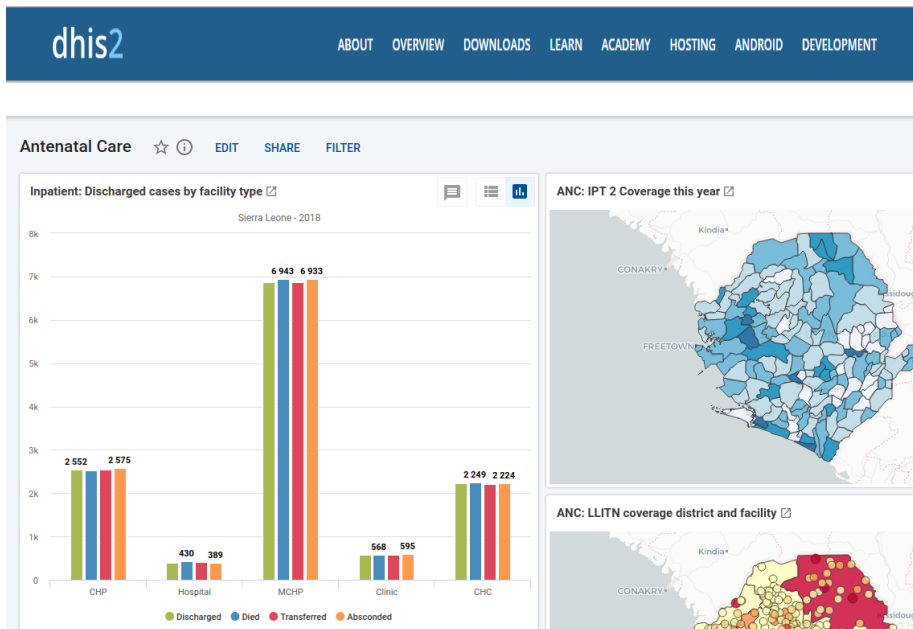 dhis2
ABOUT OVERVIEW DOWNLOADS LEARN ACADEMY HOSTING ANDROID DEVELOPMENT
Antenatal Care EDIT SHARE FILTER
Inpatient: Discharged cases by facility type
Sierra Leone - 2018
8k
7k
6k
5k
4k
3k
2k
1k
0
2 552 2 575
430 389
6 943 6 933
568 595
2 249 2 224
CHP Hospital MCHP Clinic CHC
Discharged Died Transferred Absconded
ANC: IPT 2 Coverage this year
Kindia
CONAKRY
FREETOWN
ANC: LLITN coverage district and facility
Kindia
CONAKRY